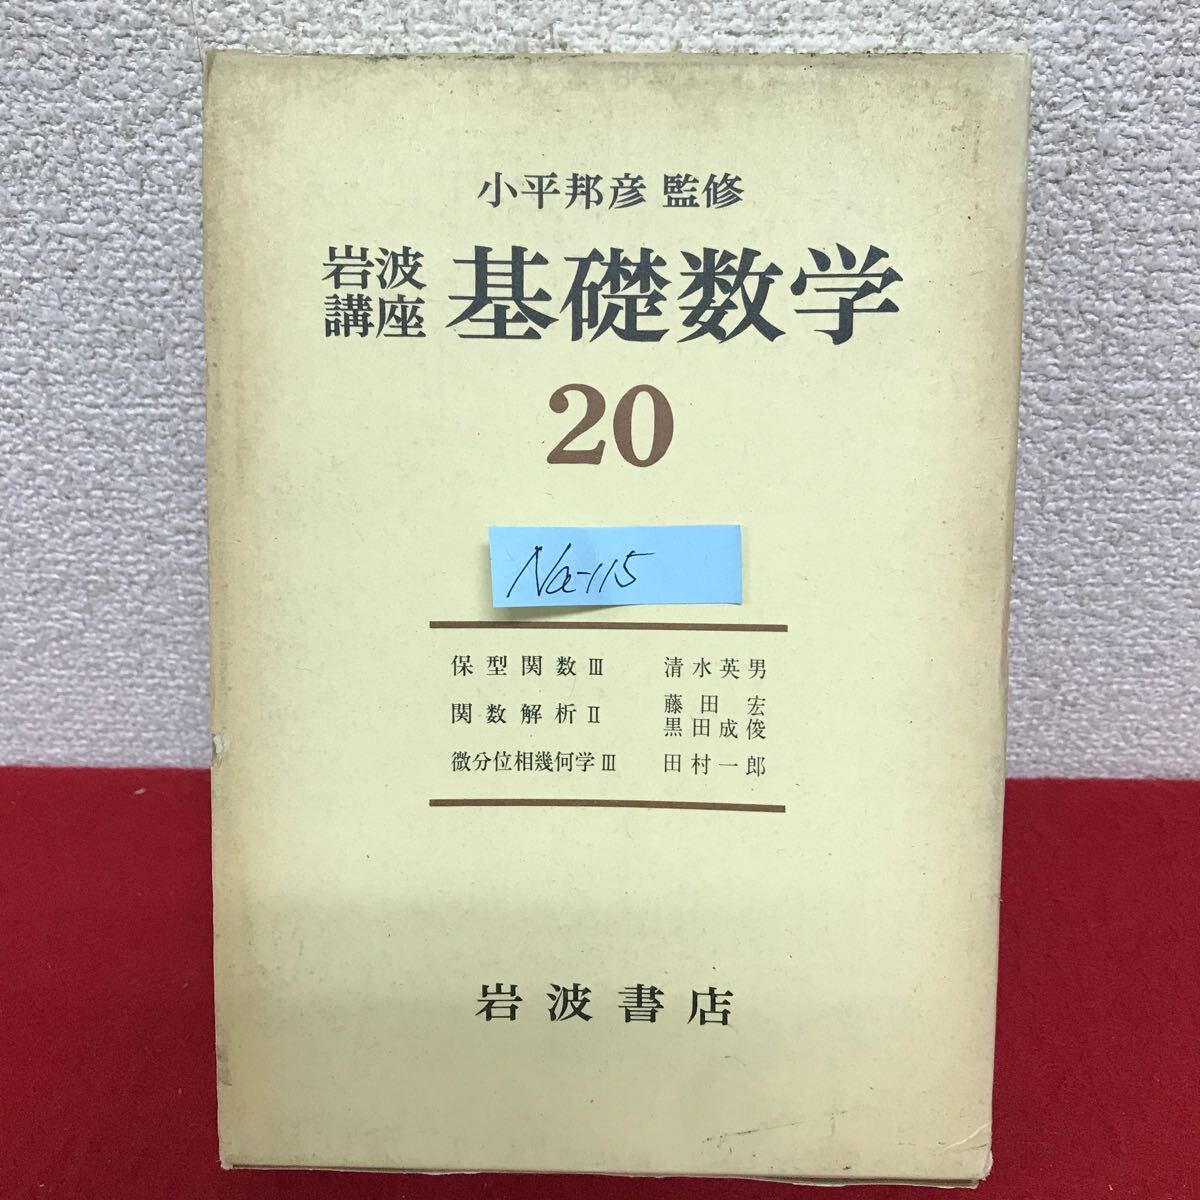 小平邦彦 監修
岩波
講座 基礎数学
20
Na-115
保型関数III 清水英男
関数解析II 藤田宏
黒田成俊
微分位相幾何学III 田村一郎
岩波書店